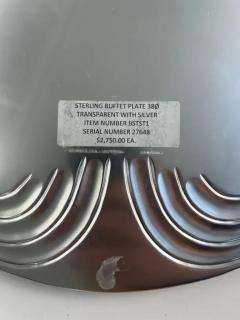 STERLING BUFFET PLATE 38Ø
TRANSPARENT WITH SILVER
ITEM NUMBER BSTST1
SERIAL NUMBER 27648
$2,750.00 EA.